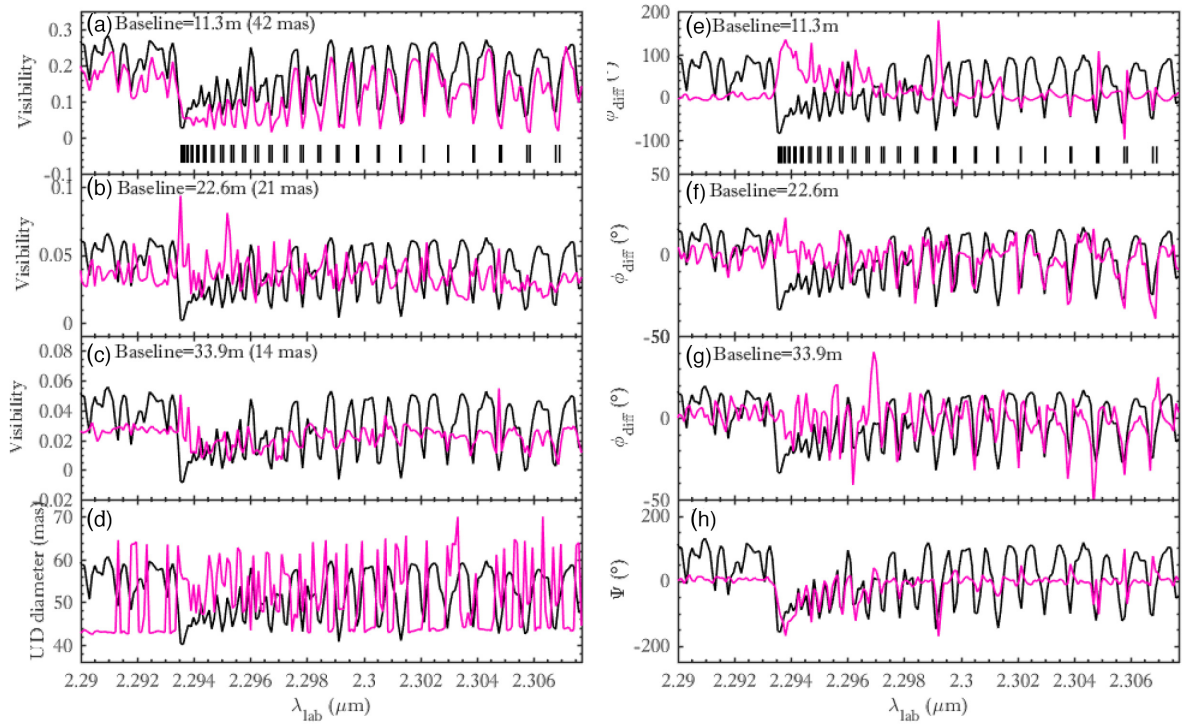 (a) Baseline=11.3m (42 mas)
0.3
0.2
0.1
0
-0.1
Visibility
(b) Baseline=22.6m (21 mas)
0.1
0.05
0
Visibility
(c) Baseline=33.9m (14 mas)
0.08
0.06
0.04
0.02
0
-0.02
Visibility
(d)
70
60
50
40
UD diameter (mas)
2.29 2.292 2.294 2.296 2.298 2.3 2.302 2.304 2.306
λlab (μm)
(e) Baseline=11.3m
200
100
0
-100
diff
(f) Baseline=22.6m
50
0
-50
ϕdiff (°)
(g) Baseline=33.9m
50
0
-50
ϕdiff (°)
(h)
200
0
-200
Ψ (°)
2.29 2.292 2.294 2.296 2.298 2.3 2.302 2.304 2.306
λlab (μm)